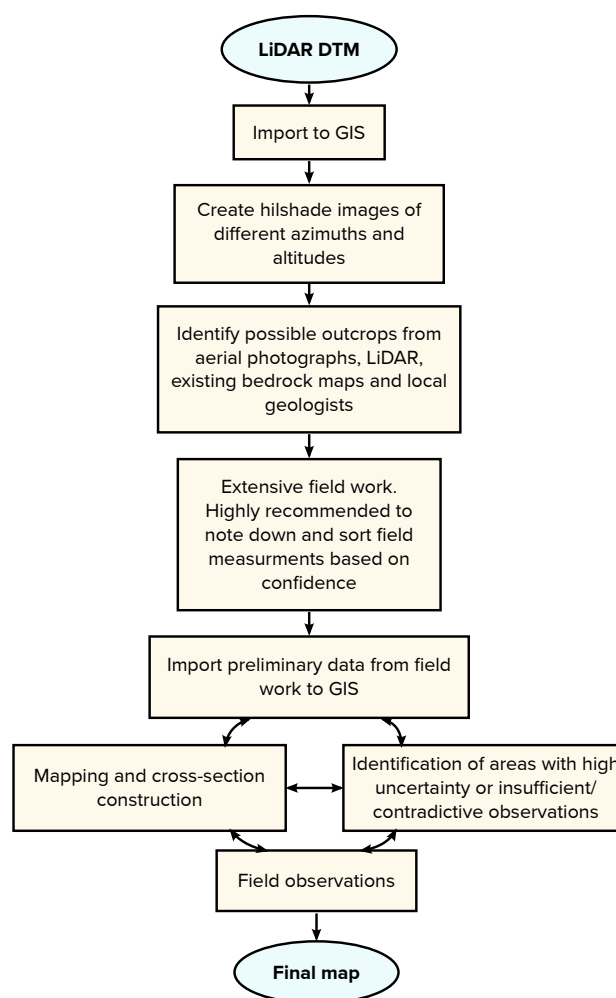 LiDAR DTM
Import to GIS
Create hilshade images of
different azimuths and
altitudes
Identify possible outcrops from
aerial photographs, LiDAR,
existing bedrock maps and local
geologists
Extensive field work.
Highly recommended to
note down and sort field
measurments based on
confidence
Import preliminary data from field
work to GIS
Mapping and cross-section
construction
Identification of areas with high
uncertainty or insufficient/
contradictive observations
Field observations
Final map